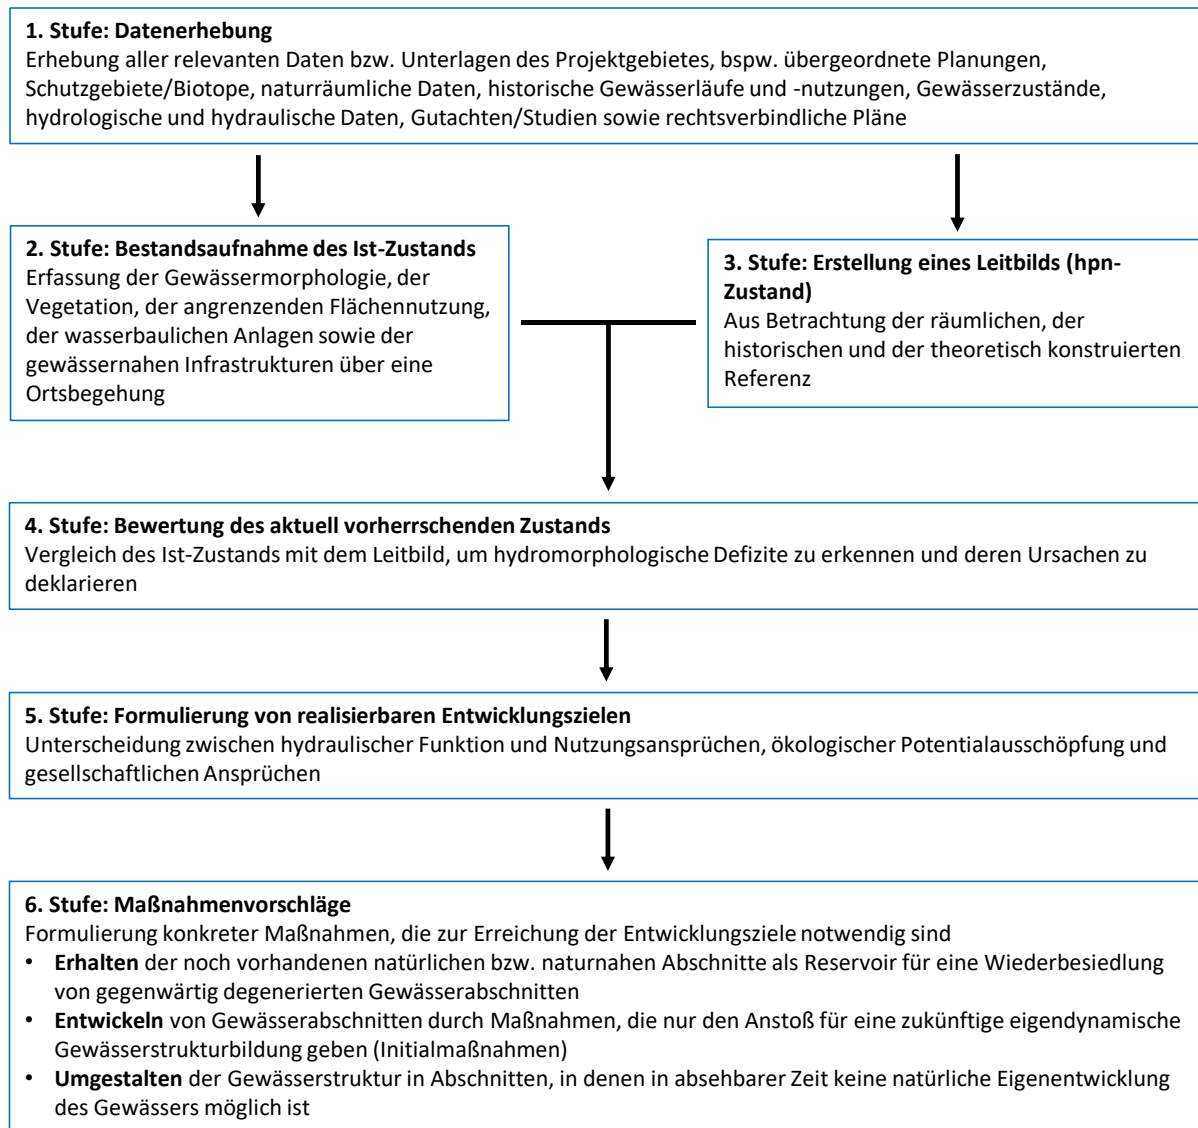 1. Stufe: Datenerhebung
Erhebung aller relevanten Daten bzw. Unterlagen des Projektgebietes, bspw. übergeordnete Planungen,
Schutzgebiete/Biotope, naturräumliche Daten, historische Gewässerläufe und -nutzungen, Gewässerzustände,
hydrologische und hydraulische Daten, Gutachten/Studien sowie rechtsverbindliche Pläne
2. Stufe: Bestandsaufnahme des Ist-Zustands
Erfassung der Gewässermorphologie, der
Vegetation, der angrenzenden Flächennutzung,
der wasserbaulichen Anlagen sowie der
gewässernahen Infrastrukturen über eine
Ortsbegehung
3. Stufe: Erstellung eines Leitbilds (hpn-
Zustand)
Aus Betrachtung der räumlichen, der
historischen und der theoretisch konstruierten
Referenz
4. Stufe: Bewertung des aktuell vorherrschenden Zustands
Vergleich des Ist-Zustands mit dem Leitbild, um hydromorphologische Defizite zu erkennen und deren Ursachen zu
deklarieren
5. Stufe: Formulierung von realisierbaren Entwicklungszielen
Unterscheidung zwischen hydraulischer Funktion und Nutzungsansprüchen, ökologischer Potentialausschöpfung und
gesellschaftlichen Ansprüchen
6. Stufe: Maßnahmenvorschläge
Formulierung konkreter Maßnahmen, die zur Erreichung der Entwicklungsziele notwendig sind
• Erhalten der noch vorhandenen natürlichen bzw. naturnahen Abschnitte als Reservoir für eine Wiederbesiedlung
von gegenwärtig degenerierten Gewässerabschnitten
• Entwickeln von Gewässerabschnitten durch Maßnahmen, die nur den Anstoß für eine zukünftige eigendynamische
Gewässerstrukturbildung geben (Initialmaßnahmen)
• Umgestalten der Gewässerstruktur in Abschnitten, in denen in absehbarer Zeit keine natürliche Eigenentwicklung
des Gewässers möglich ist